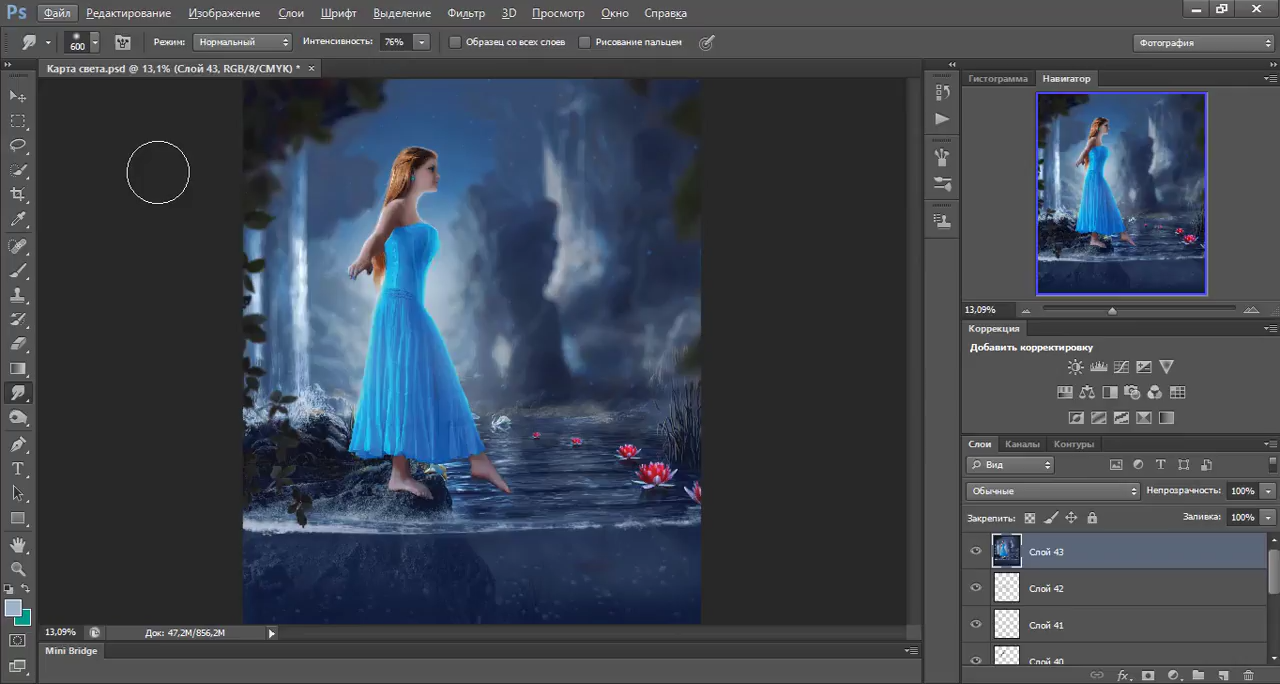 Ps Файл Редактирование Изображение Слои Шрифт Выделение Фильтр 3D Просмотр Окно Справка
600 Режим: Нормальный Интенсивность: 76% Образец со всех слоев Рисование пальцем Фотография
Карта света.psd @ 13,1% (Слой 43, RGB/8/CMYK) * ×
Гистограмма Навигатор
13,09%
Коррекция
Добавить корректировку
Слои Каналы Контуры
Вид
Обычные Непрозрачность: 100%
Закрепить: Заливка: 100%
Слой 43
Слой 42
Слой 41
Слой 40
13,09% Док: 47,2M/856,2M
Mini Bridge